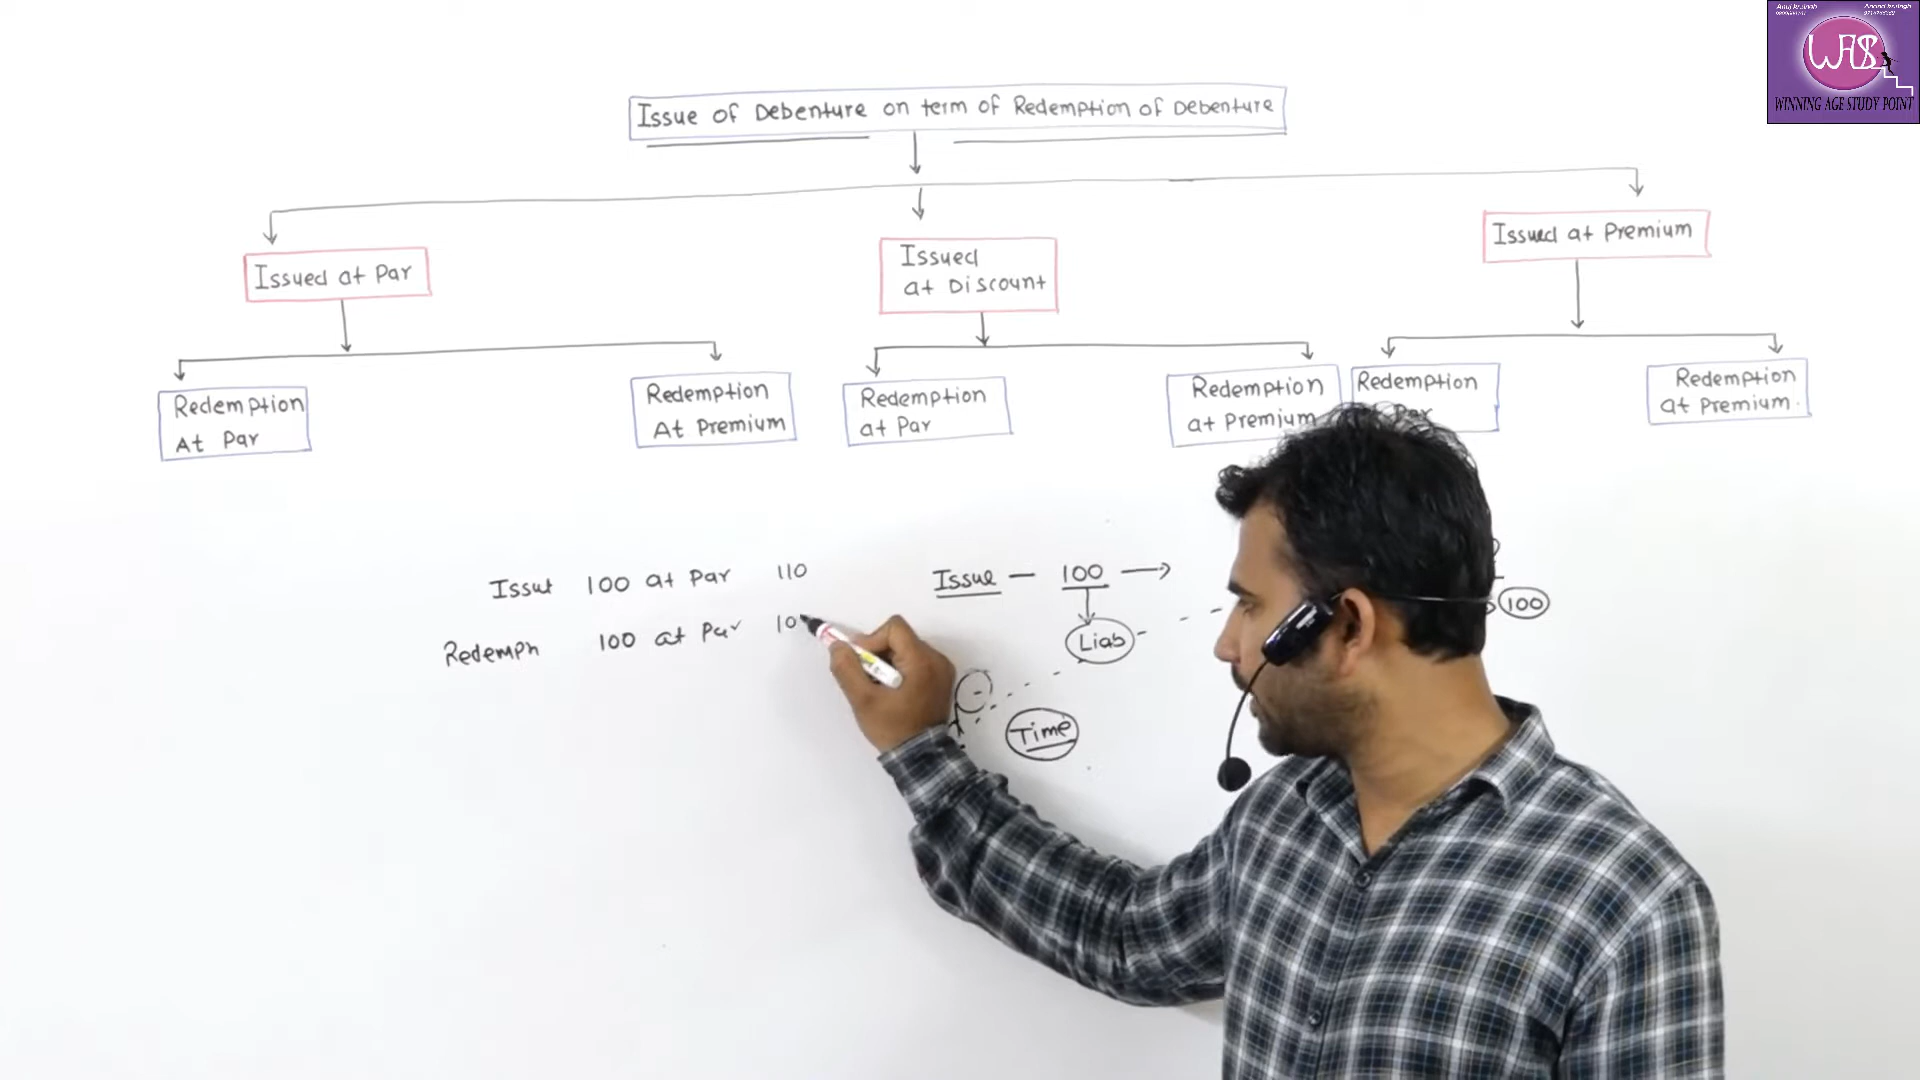 WAS
WINNING AGE STUDY POINT
Issue of Debenture on term of Redemption of Debenture
Issued at Par
Issued
at Discount
Issued at Premium
Redemption
At Par
Redemption
At Premium
Redemption
at Par
Redemption
at Premium
Redemption
Par
Redemption
at Premium.
Issue 100 at Par 110
Redempn 100 at Par 10
Issue — 100
100
Liab
Time